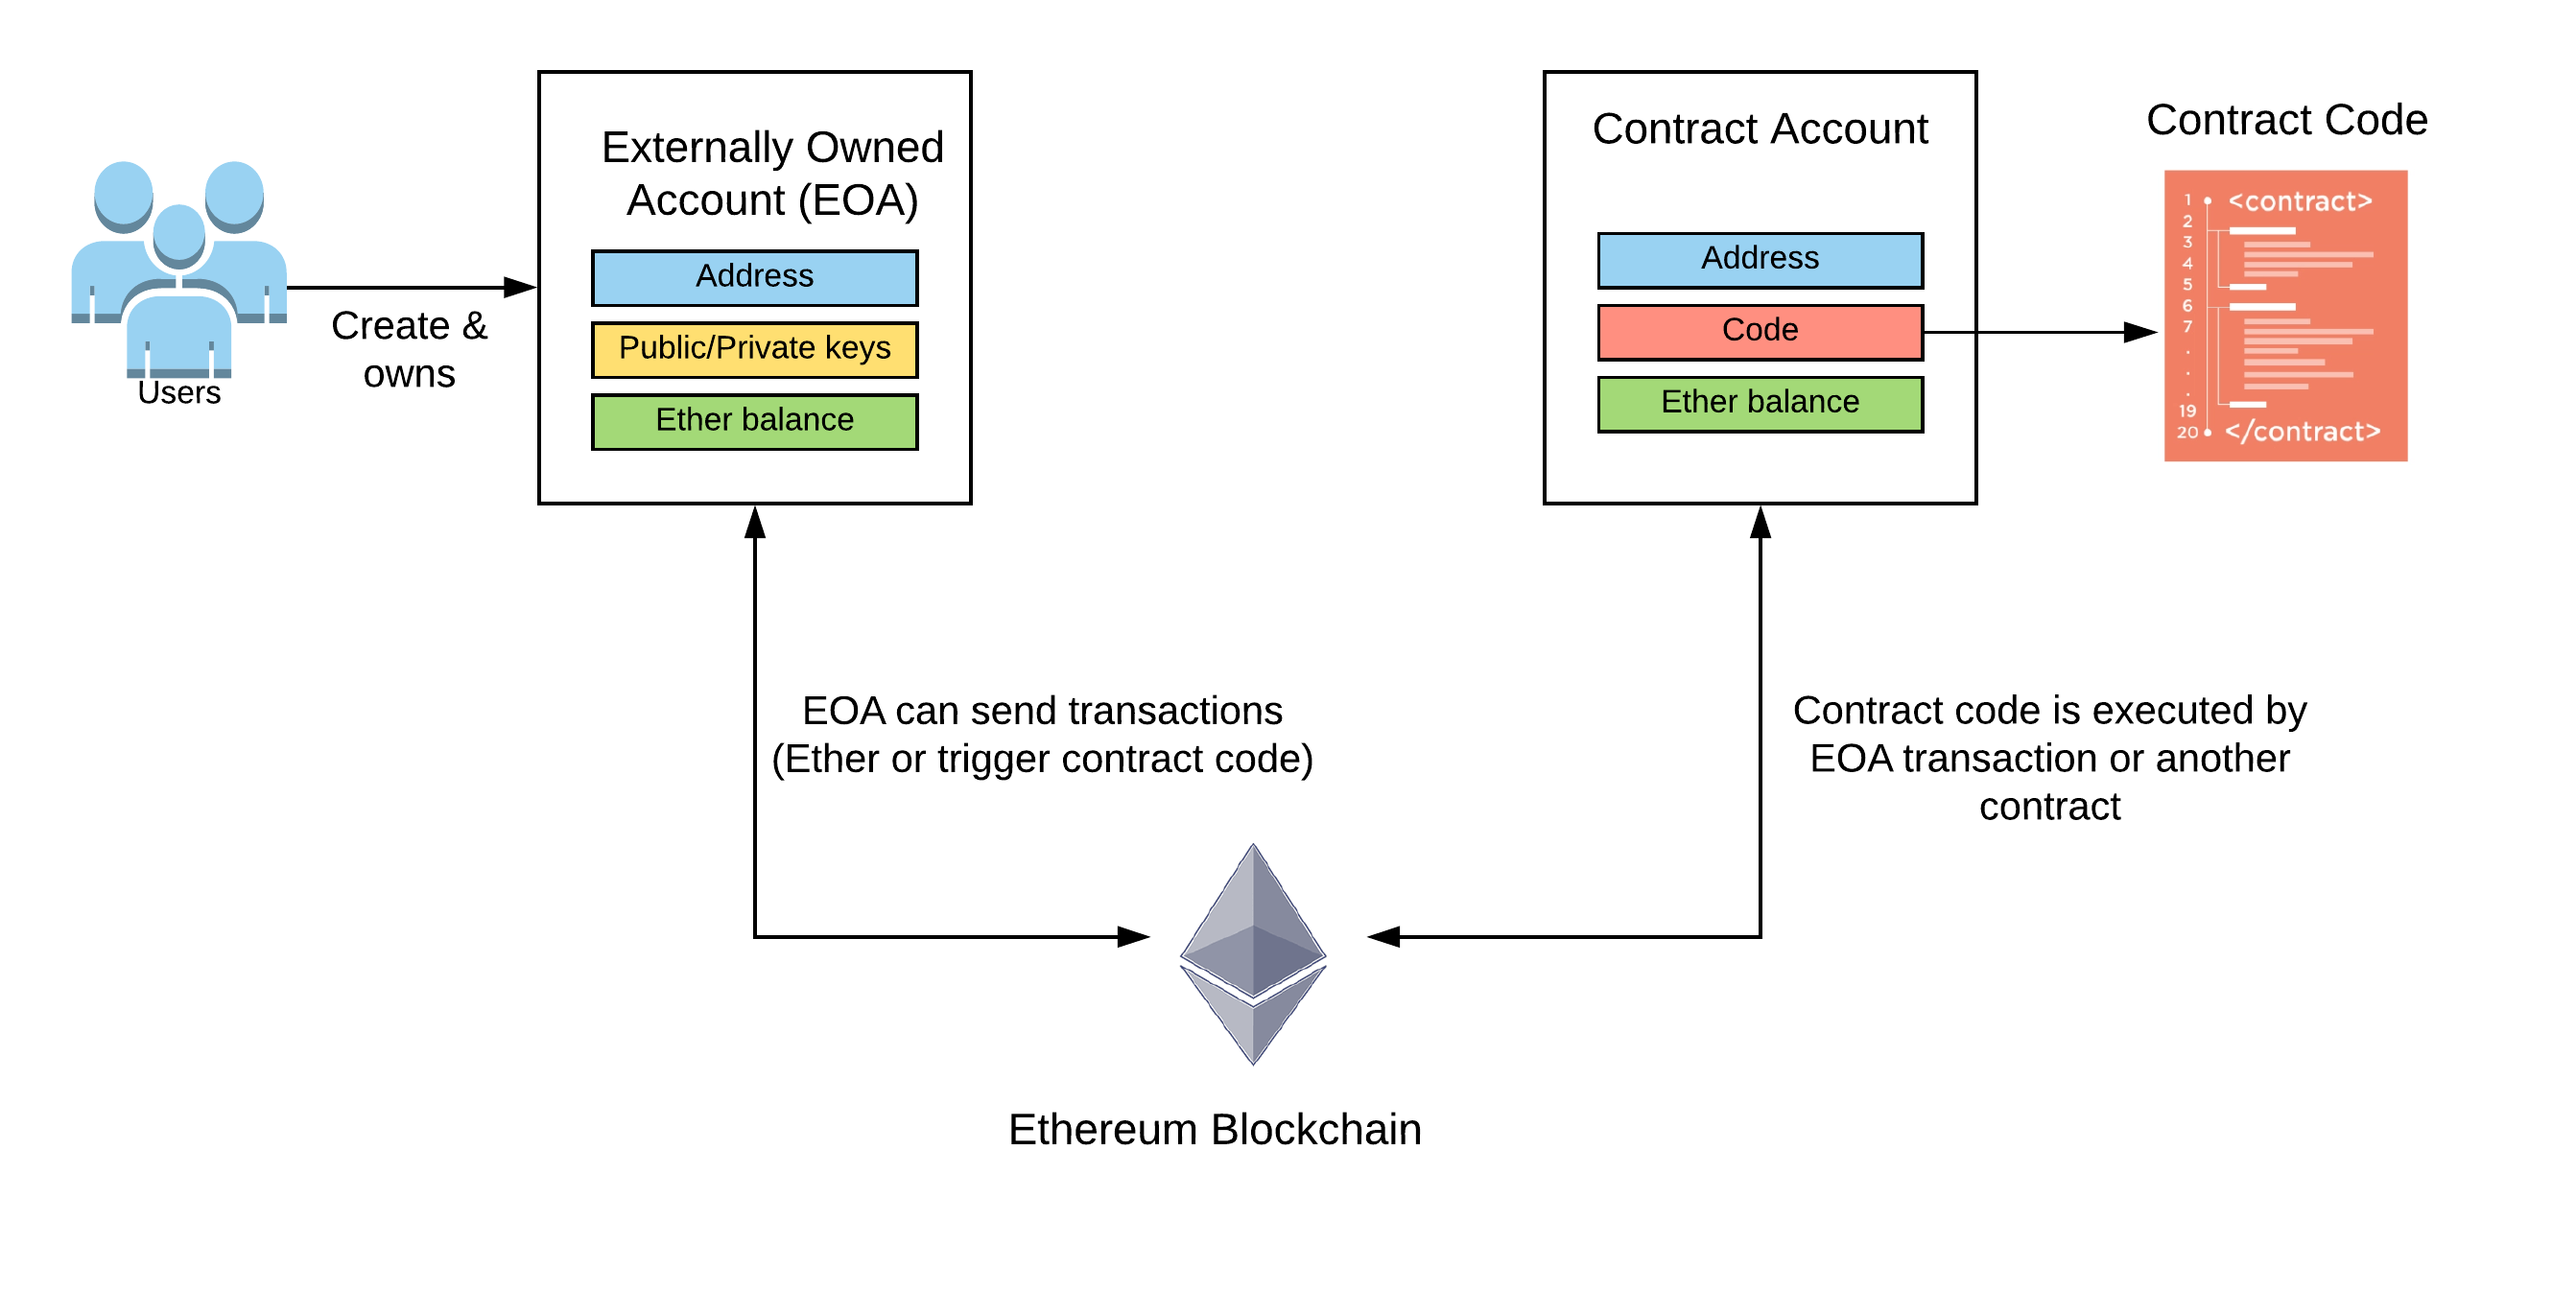 Externally Owned
Account (EOA)
Address
Public/Private keys
Ether balance
Create &
owns
Users
Contract Account
Address
Code
Ether balance
Contract Code
1
<contract>
2
3
4
5
6
7
.
.
.
19
20
</contract>
EOA can send transactions
(Ether or trigger contract code)
Contract code is executed by
EOA transaction or another
contract
Ethereum Blockchain